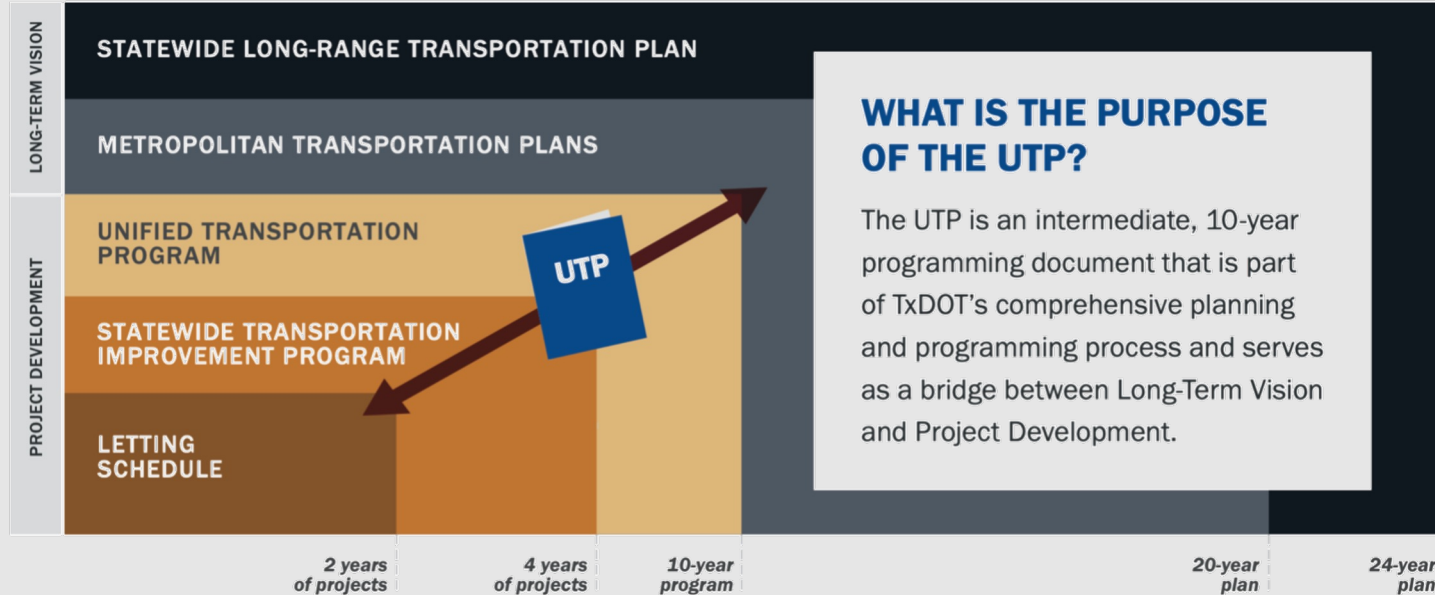 LONG-TERM VISION
STATEWIDE LONG-RANGE TRANSPORTATION PLAN
METROPOLITAN TRANSPORTATION PLANS
PROJECT DEVELOPMENT
UNIFIED TRANSPORTATION
PROGRAM
UTP
STATEWIDE TRANSPORTATION
IMPROVEMENT PROGRAM
LETTING
SCHEDULE
WHAT IS THE PURPOSE
OF THE UTP?
The UTP is an intermediate, 10-year
programming document that is part
of TxDOT’s comprehensive planning
and programming process and serves
as a bridge between Long-Term Vision
and Project Development.
2 years
of projects
4 years
of projects
10-year
program
20-year
plan
24-year
plan